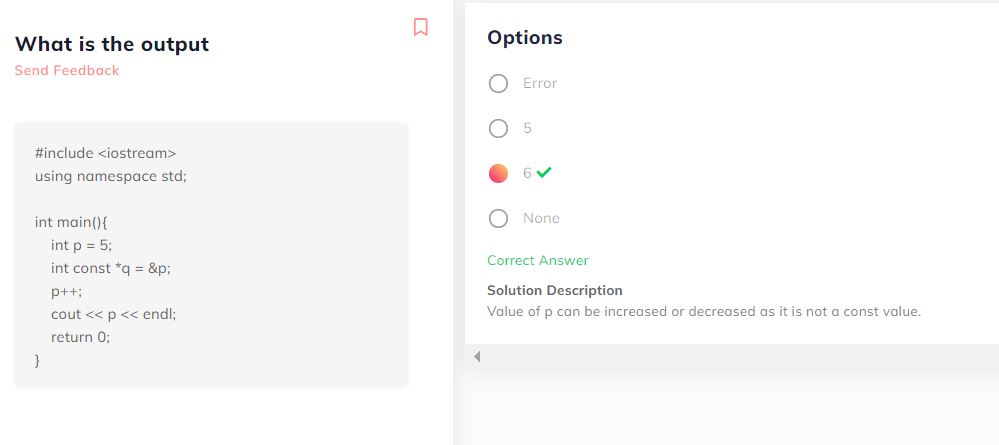 What is the output
Send Feedback
#include <iostream>
using namespace std;
int main(){
int p = 5;
int const *q = &p;
p++;
cout << p << endl;
return 0;
}
Options
Error
5
6
None
Correct Answer
Solution Description
Value of p can be increased or decreased as it is not a const value.